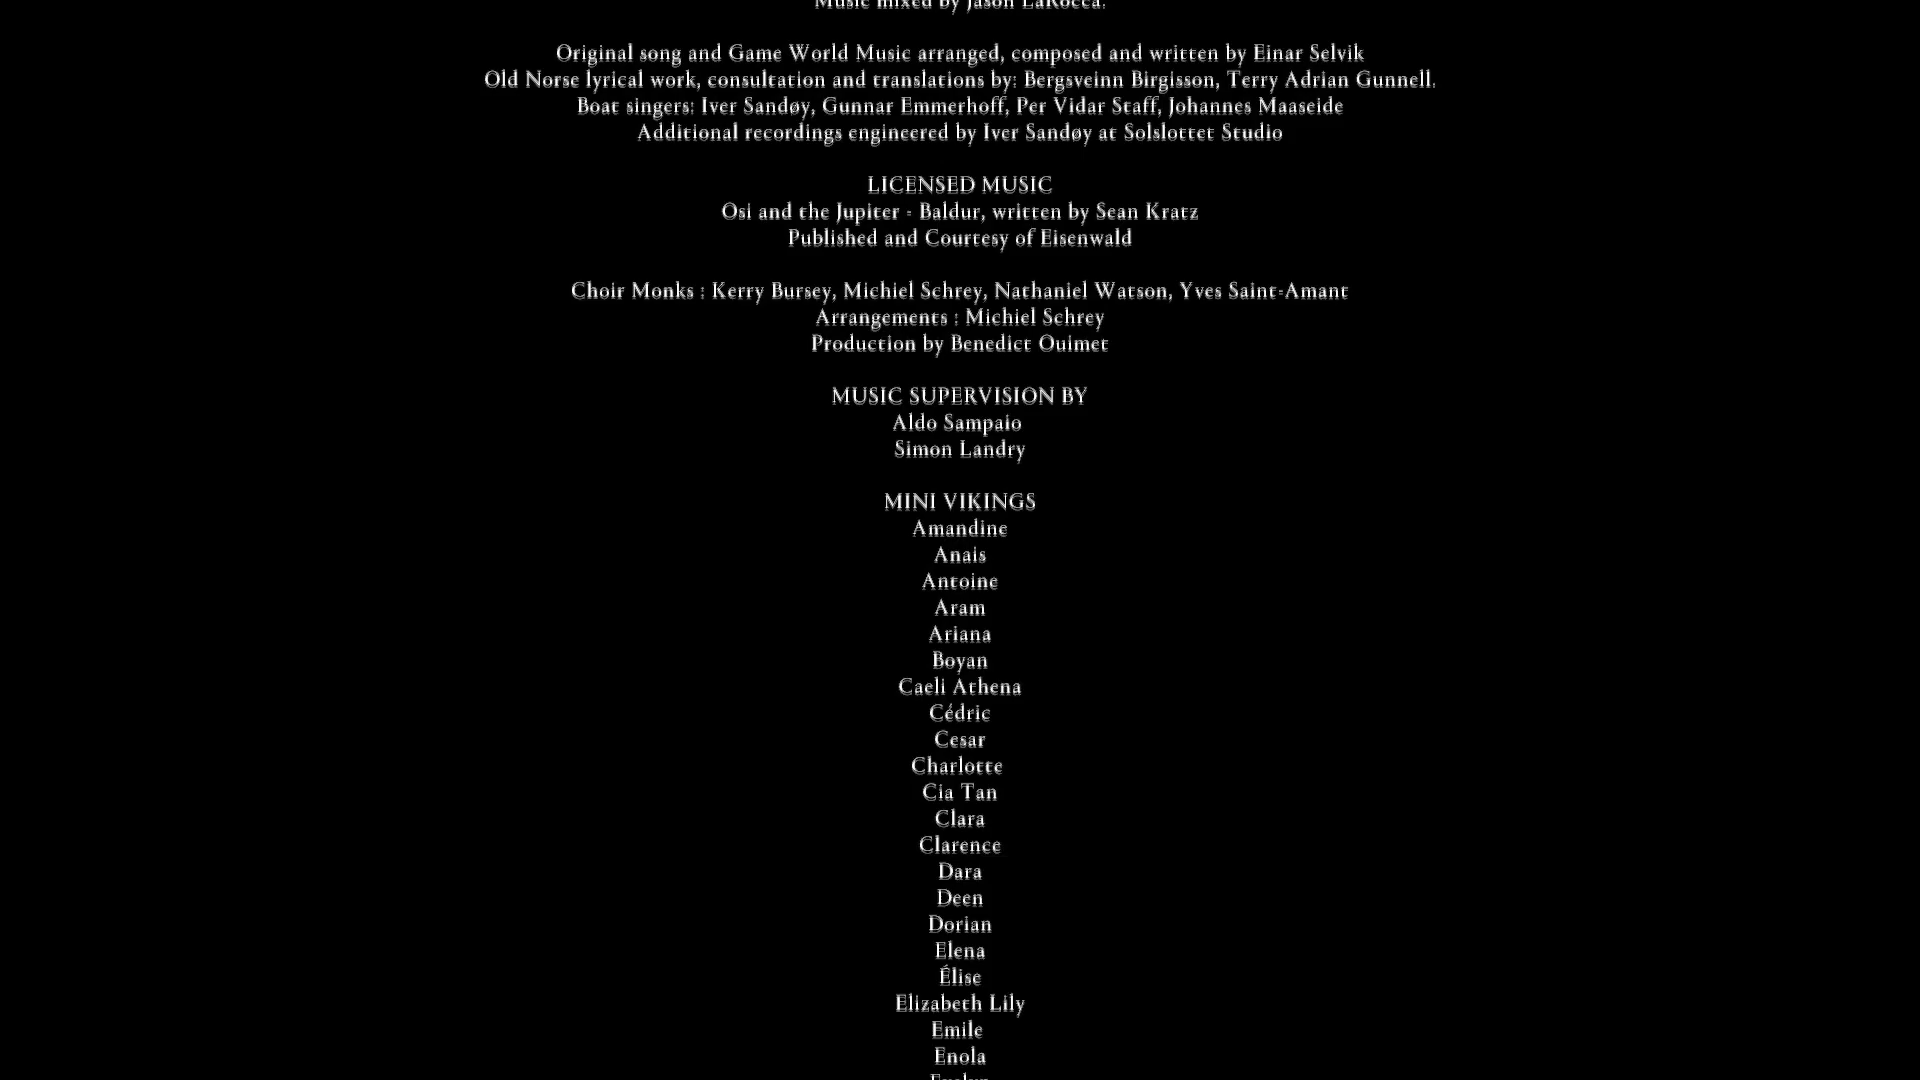 Music mixed by Jason LaRocca.
Original song and Game World Music arranged, composed and written by Einar Selvik
Old Norse lyrical work, consultation and translations by: Bergsveinn Birgisson, Terry Adrian Gunnell.
Boat singers: Iver Sandøy, Gunnar Emmerhoff, Per Vidar Staff, Johannes Maaseide
Additional recordings engineered by Iver Sandøy at Solslottet Studio
LICENSED MUSIC
Osi and the Jupiter - Baldur, written by Sean Kratz
Published and Courtesy of Eisenwald
Choir Monks : Kerry Bursey, Michiel Schrey, Nathaniel Watson, Yves Saint-Amant
Arrangements : Michiel Schrey
Production by Benedict Ouimet
MUSIC SUPERVISION BY
Aldo Sampaio
Simon Landry
MINI VIKINGS
Amandine
Anais
Antoine
Aram
Ariana
Boyan
Caeli Athena
Cédric
Cesar
Charlotte
Cia Tan
Clara
Clarence
Dara
Deen
Dorian
Elena
Élise
Elizabeth Lily
Emile
Enola